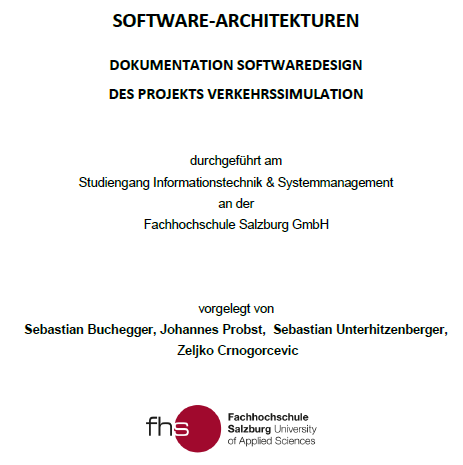 SOFTWARE-ARCHITEKTUREN
DOKUMENTATION SOFTWAREDESIGN
DES PROJEKTS VERKEHRSSIMULATION
durchgeführt am
Studiengang Informationstechnik & Systemmanagement
an der
Fachhochschule Salzburg GmbH
vorgelegt von
Sebastian Buchegger, Johannes Probst, Sebastian Unterhitzenberger,
Zeljko Crnogorcevic
fhs
Fachhochschule
Salzburg University
of Applied Sciences